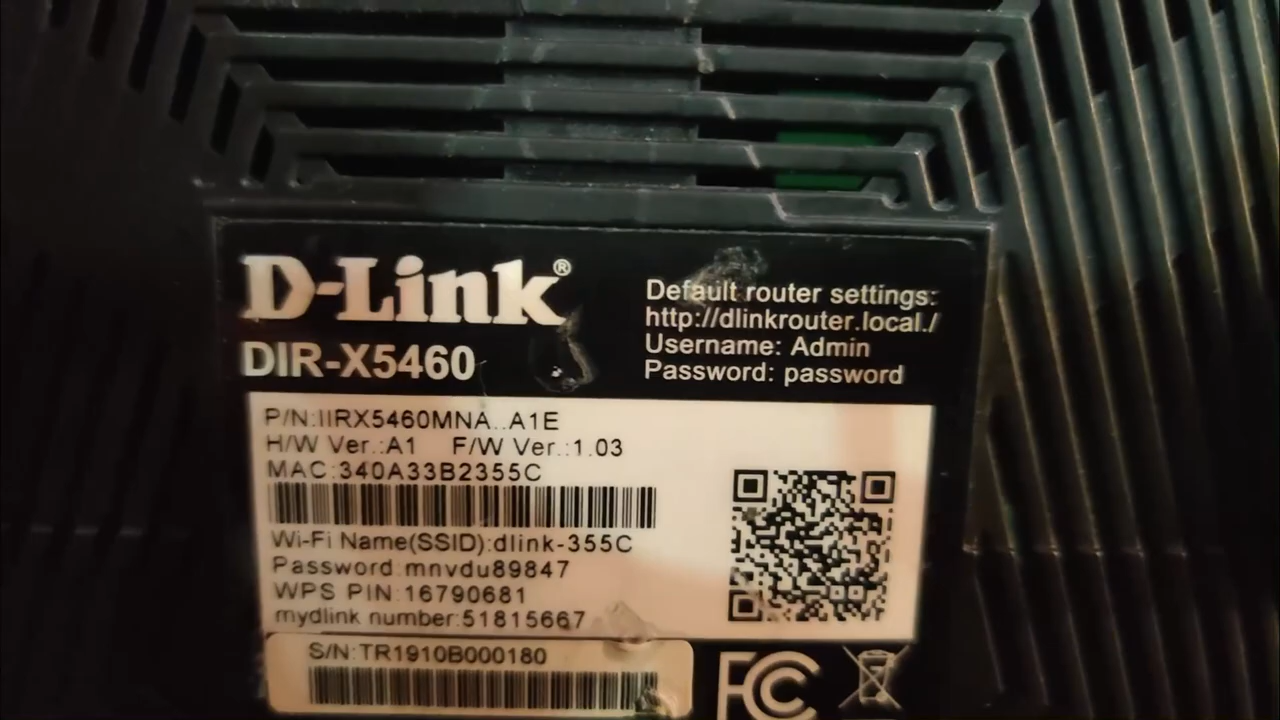 D-Link®
DIR-X5460
Default router settings:
http://dlinkrouter.local./
Username: Admin
Password: password
P/N:IIRX5460MNA..A1E
H/W Ver.:A1 F/W Ver.:1.03
MAC:340A33B2355C
Wi-Fi Name(SSID):dlink-355C
Password:mnvdu89847
WPS PIN:16790681
mydlink number:51815667
S/N:TR1910B000180
FC